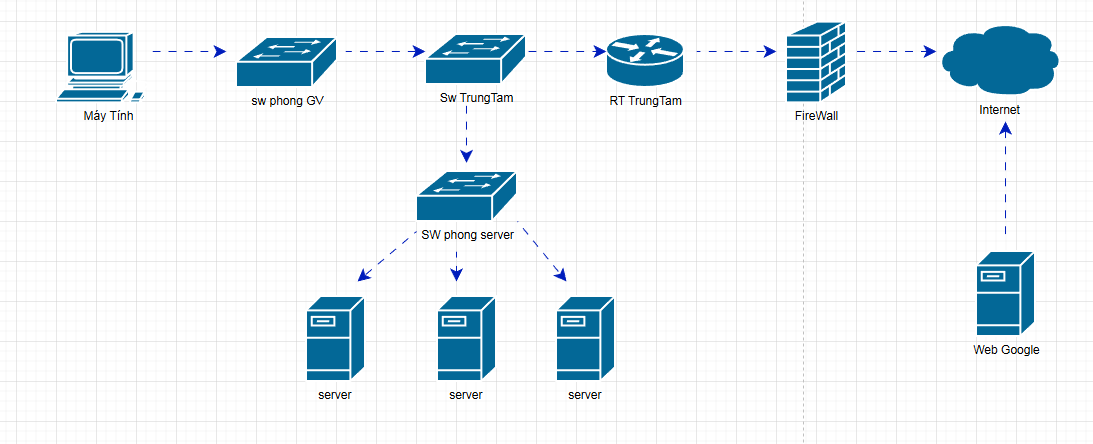 Máy Tính
sw phong GV
Sw TrungTam
RT TrungTam
FireWall
Internet
SW phong server
Web Google
server
server
server